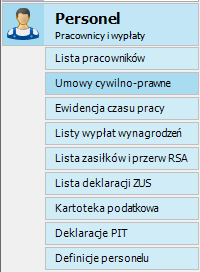 Personel
Pracownicy i wypłaty
Lista pracowników
Umowy cywilno-prawne
Ewidencja czasu pracy
Listy wypłat wynagrodzeń
Lista zasiłków i przerw RSA
Lista deklaracji ZUS
Kartoteka podatkowa
Deklaracje PIT
Definicje personelu